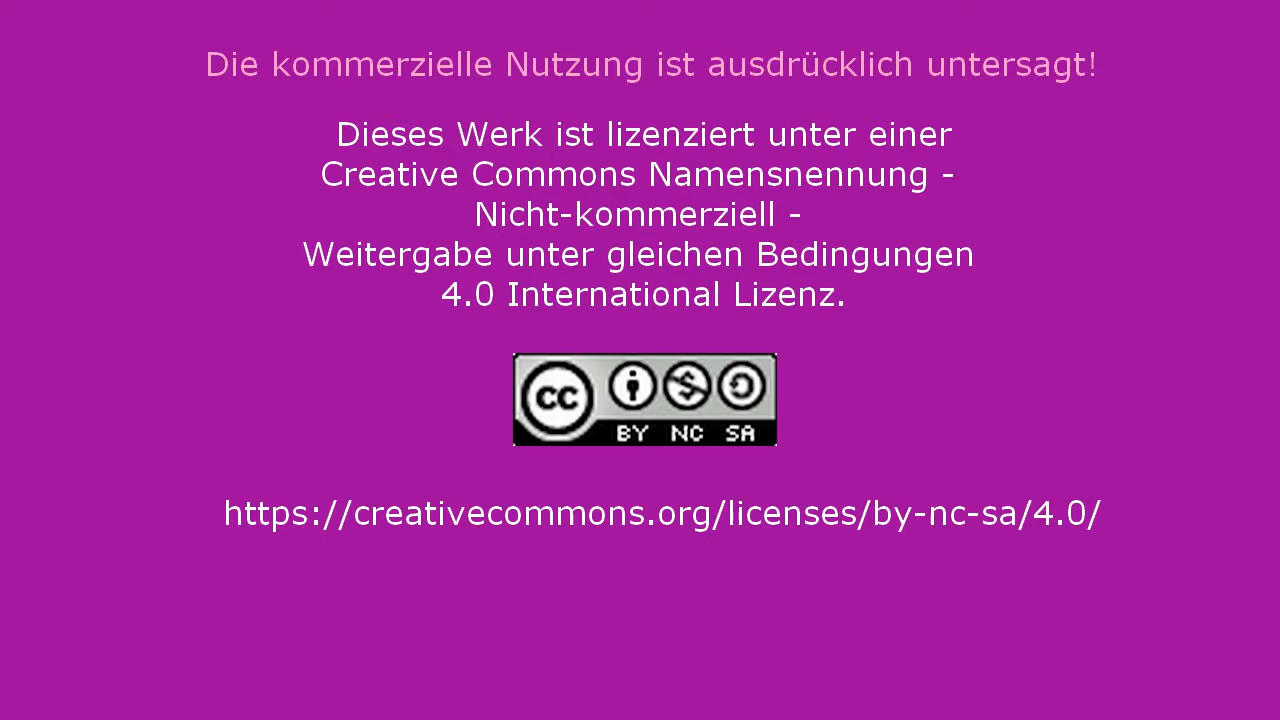 Die kommerzielle Nutzung ist ausdrücklich untersagt!
Dieses Werk ist lizenziert unter einer
Creative Commons Namensnennung -
Nicht-kommerziell -
Weitergabe unter gleichen Bedingungen
4.0 International Lizenz.
CC
BY NC SA
https://creativecommons.org/licenses/by-nc-sa/4.0/